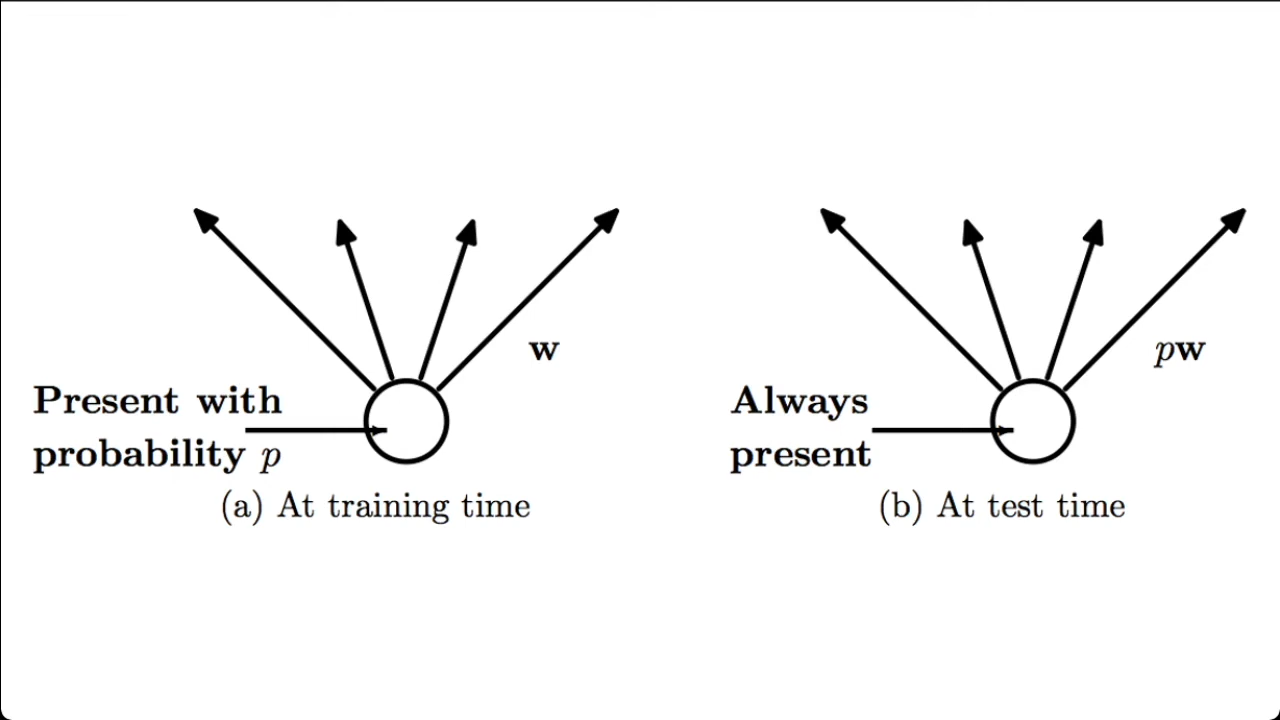 w
Present with
probability p
(a) At training time
pw
Always
present
(b) At test time